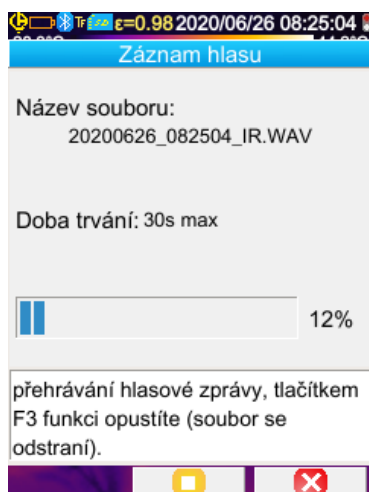 TF ε=0.98 2020/06/26 08:25:04
Záznam hlasu
Název souboru:
20200626_082504_IR.WAV
Doba trvání: 30s max
12%
přehrávání hlasové zprávy, tlačítkem
F3 funkci opustíte (soubor se
odstraní).